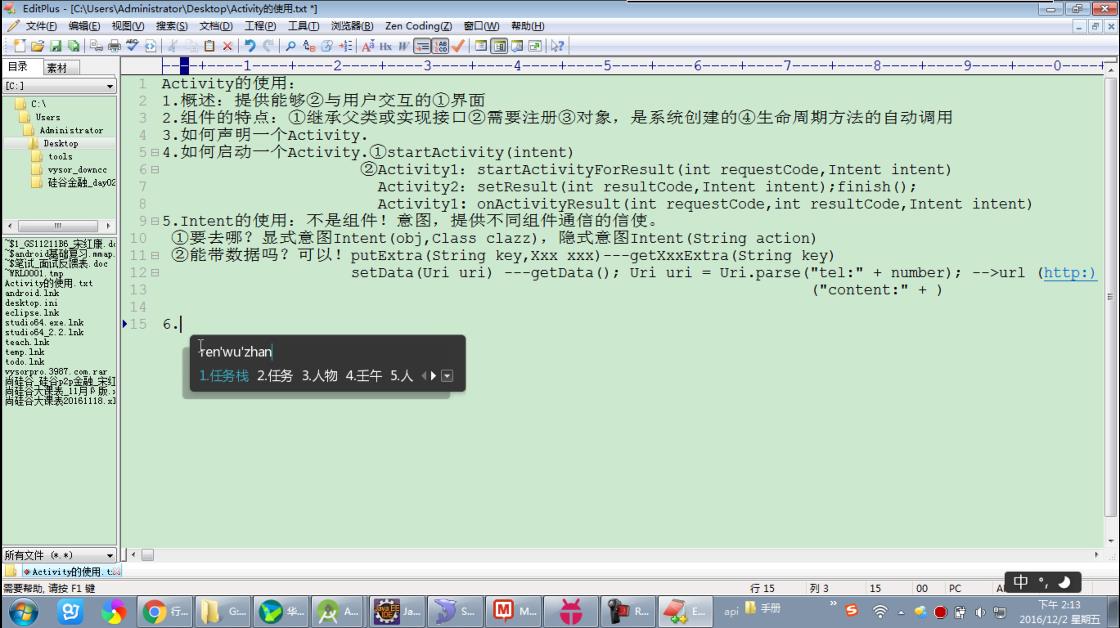 EditPlus - [C:\Users\Administrator\Desktop\Activity的使用.txt *]
文件(F) 编辑(E) 视图(V) 搜索(S) 文档(D) 工程(P) 工具(T) 浏览器(B) Zen Coding(Z) 窗口(W) 帮助(H)
目录 素材
[C:]
C:\
Users
Administrator
Desktop
tools
vysor_downcc
硅谷金融_day02
~$1_GS11211B6_宋红康.do
~$android基础复习.mmap
~$笔试_面试反馈表.doc
~WRL0001.tmp
Activity的使用.txt
android.lnk
desktop.ini
eclipse.lnk
studio64.exe.lnk
studio64_2.2.lnk
teach.lnk
temp.lnk
todo.lnk
vysorpro.3987.com.rar
尚硅谷_硅谷p2p金融_宋红
尚硅谷大课表_11月β版.x
尚硅谷大课表20161118.xl
所有文件 (*.*)
1 Activity的使用：
2 1.概述：提供能够②与用户交互的①界面
3 2.组件的特点：①继承父类或实现接口②需要注册③对象，是系统创建的④生命周期方法的自动调用
4 3.如何声明一个Activity.
5 4.如何启动一个Activity.①startActivity(intent)
6 ②Activity1: startActivityForResult(int requestCode,Intent intent)
7 Activity2: setResult(int resultCode,Intent intent);finish();
8 Activity1: onActivityResult(int requestCode,int resultCode,Intent intent)
9 5.Intent的使用：不是组件！意图，提供不同组件通信的信使。
10 ①要去哪？显式意图Intent(obj,Class clazz)，隐式意图Intent(String action)
11 ②能带数据吗？可以！putExtra(String key,Xxx xxx)---getXxxExtra(String key)
12 setData(Uri uri) ---getData(); Uri uri = Uri.parse("tel:" + number); -->url (http:)
13 ("content:" + )
14
15 6.
ren'wu'zhan
1.任务栈 2.任务 3.人物 4.壬午 5.人
Activity的使用.t
需要帮助, 请按 F1 键
行 15 列 3 15 00 PC
中 °,
行... G:... 华... A... Ja... S... M... R... E...
api 手册
下午 2:13
2016/12/2 星期五